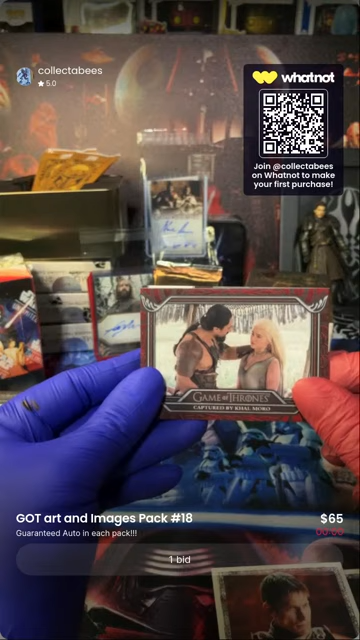 collectabees
★ 5.0
whatnot
Join @collectabees
on Whatnot to make
your first purchase!
GAME OF THRONES
CAPTURED BY KHAL MORO
GOT art and Images Pack #18
$65
Guaranteed Auto in each pack!!!
1 bid